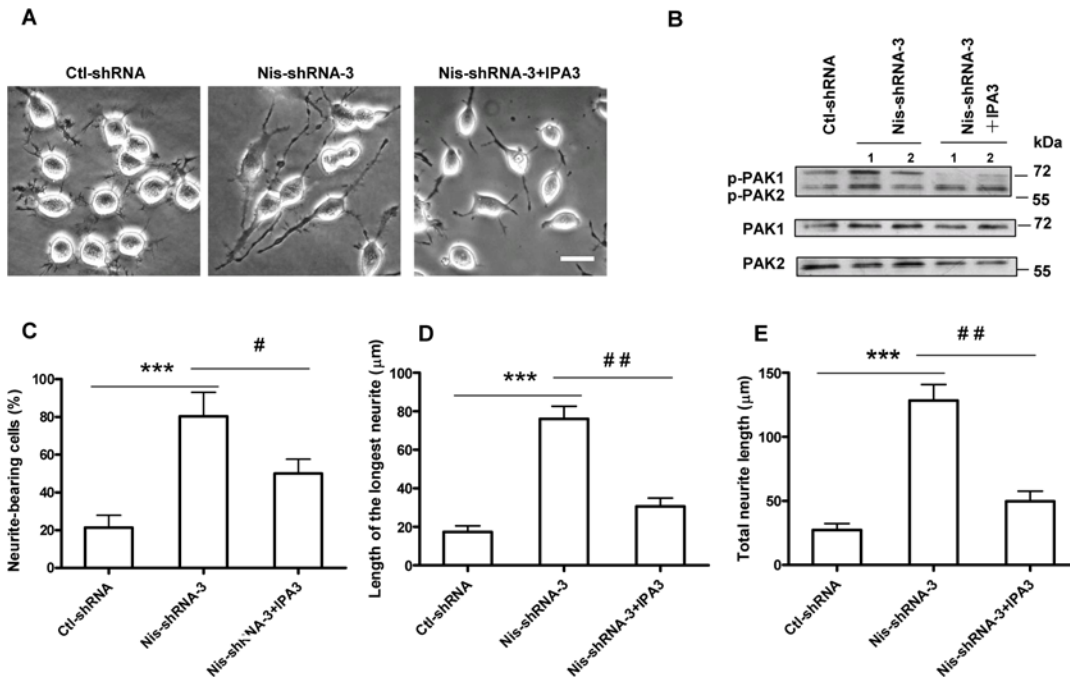 A
Ctl-shRNA
Nis-shRNA-3
Nis-shRNA-3+IPA3
B
Ctl-shRNA
Nis-shRNA-3
Nis-shRNA-3
+IPA3
kDa
1 2 1 2
p-PAK1
p-PAK2
72
55
PAK1
72
PAK2
55
C
***
#
Neurite-bearing cells (%)
100
80
60
40
20
0
Ctl-shRNA
Nis-shRNA-3
Nis-shRNA-3+IPA3
D
***
##
Length of the longest neurite (μm)
100
80
60
40
20
0
Ctl-shRNA
Nis-shRNA-3
Nis-shRNA-3+IPA3
E
***
##
Total neurite length (μm)
150
100
50
0
Ctl-shRNA
Nis-shRNA-3
Nis-shRNA-3+IPA3